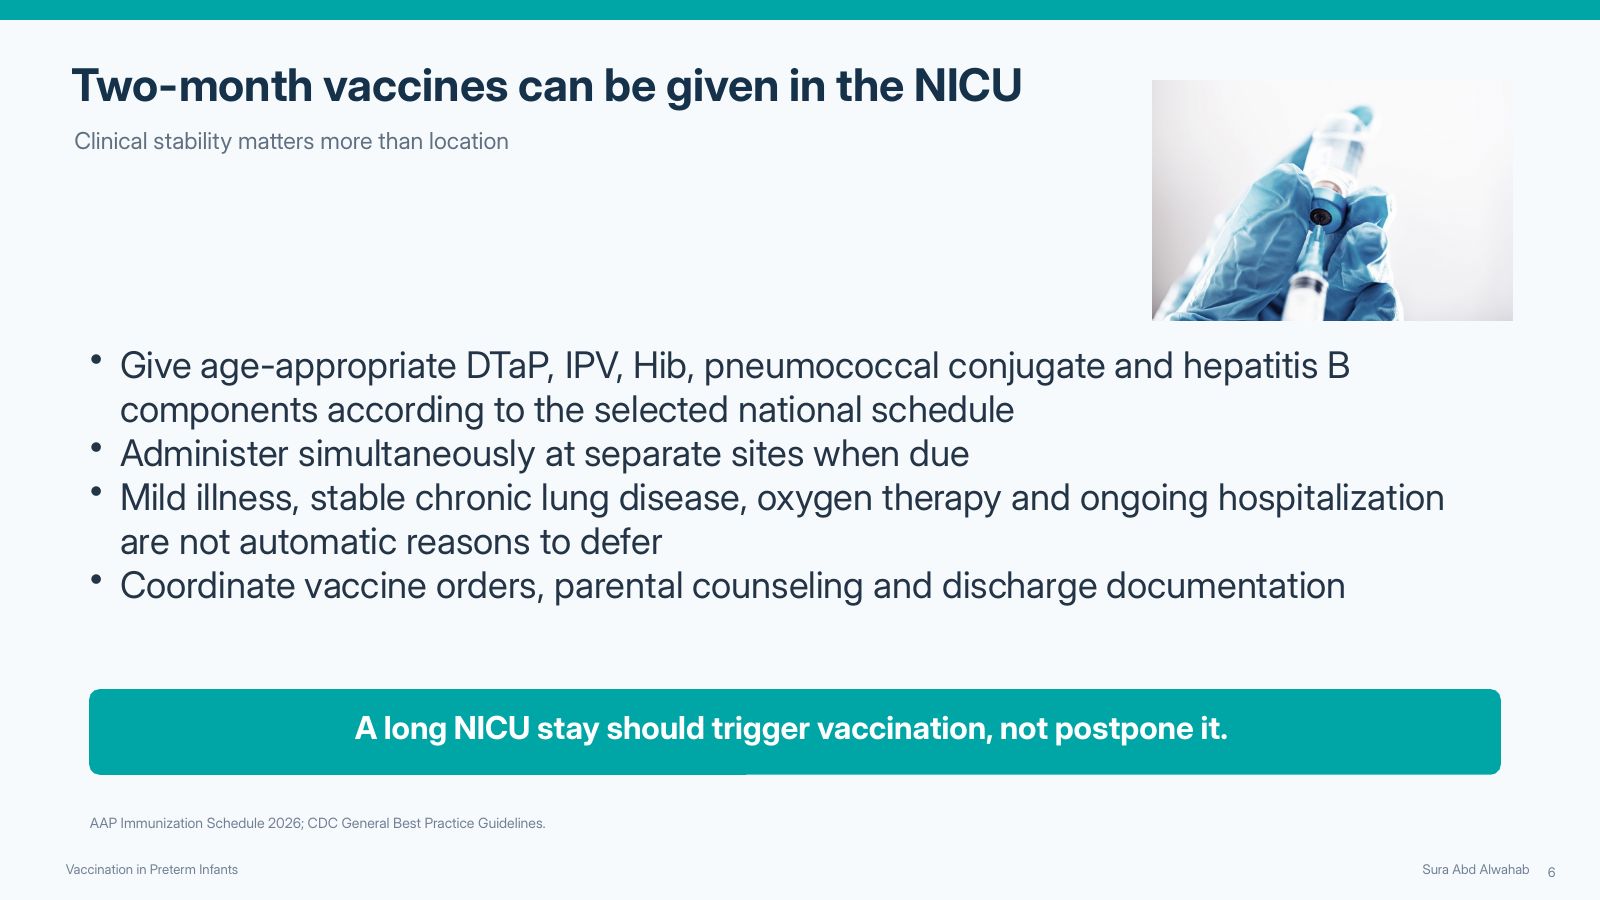 Two-month vaccines can be given in the NICU
Clinical stability matters more than location
• Give age-appropriate DTaP, IPV, Hib, pneumococcal conjugate and hepatitis B
components according to the selected national schedule
• Administer simultaneously at separate sites when due
• Mild illness, stable chronic lung disease, oxygen therapy and ongoing hospitalization
are not automatic reasons to defer
• Coordinate vaccine orders, parental counseling and discharge documentation
A long NICU stay should trigger vaccination, not postpone it.
AAP Immunization Schedule 2026; CDC General Best Practice Guidelines.
Vaccination in Preterm Infants
Sura Abd Alwahab 6